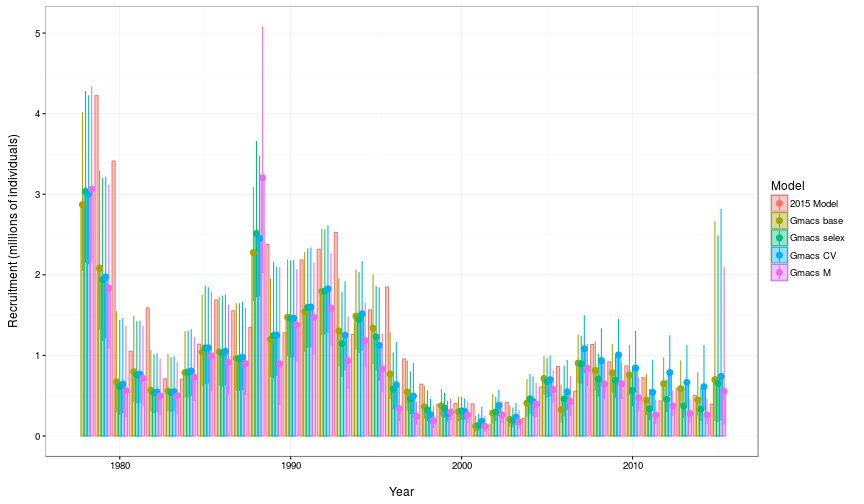 5
4
3
2
1
0
Recruitment (millions of individuals)
1980
1990
2000
2010
Year
Model
2015 Model
Gmacs base
Gmacs selex
Gmacs CV
Gmacs M